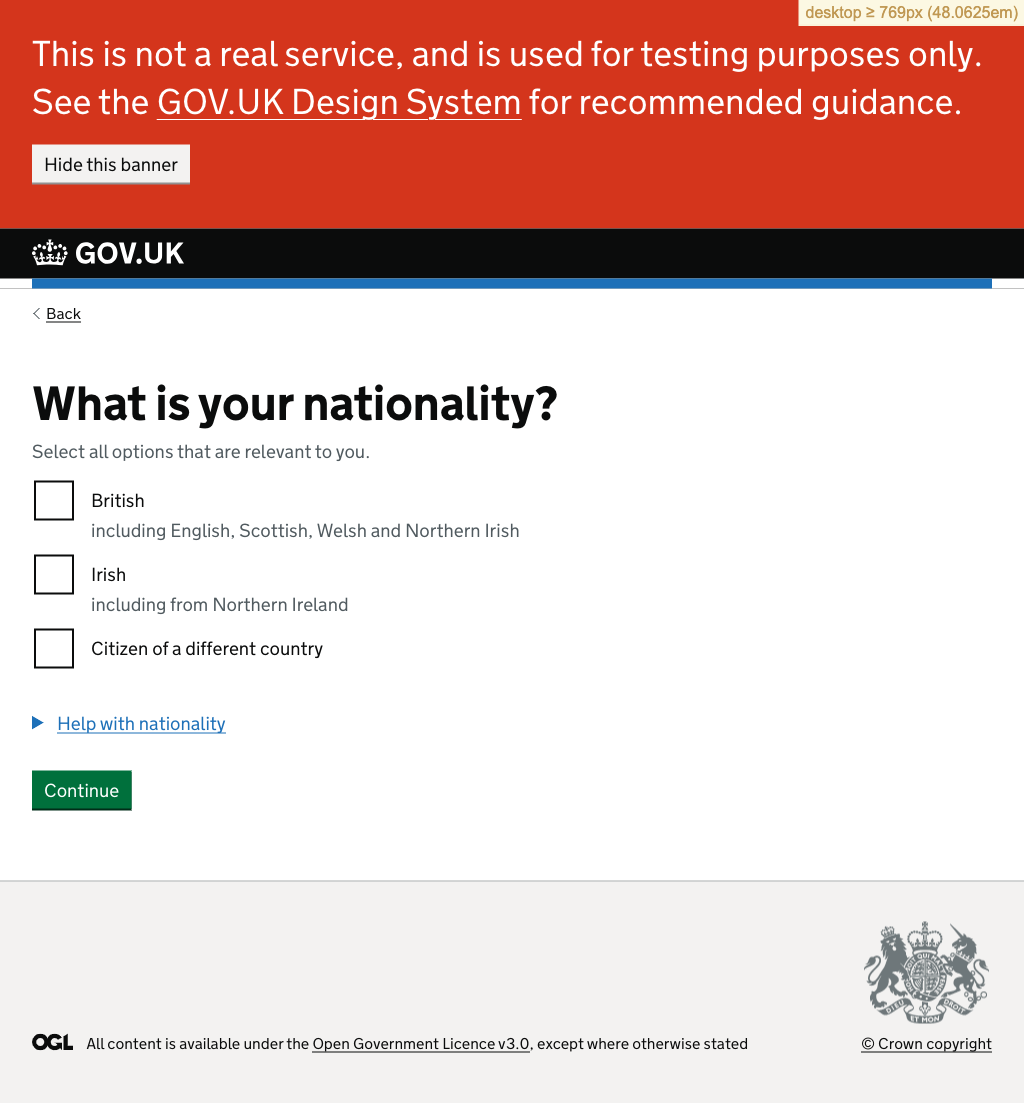 desktop ≥ 769px (48.0625em)
This is not a real service, and is used for testing purposes only.
See the GOV.UK Design System for recommended guidance.
Hide this banner
GOV.UK
Back
What is your nationality?
Select all options that are relevant to you.
British
including English, Scottish, Welsh and Northern Irish
Irish
including from Northern Ireland
Citizen of a different country
Help with nationality
Continue
DIEU ET MON DROIT
OGL All content is available under the Open Government Licence v3.0, except where otherwise stated
© Crown copyright